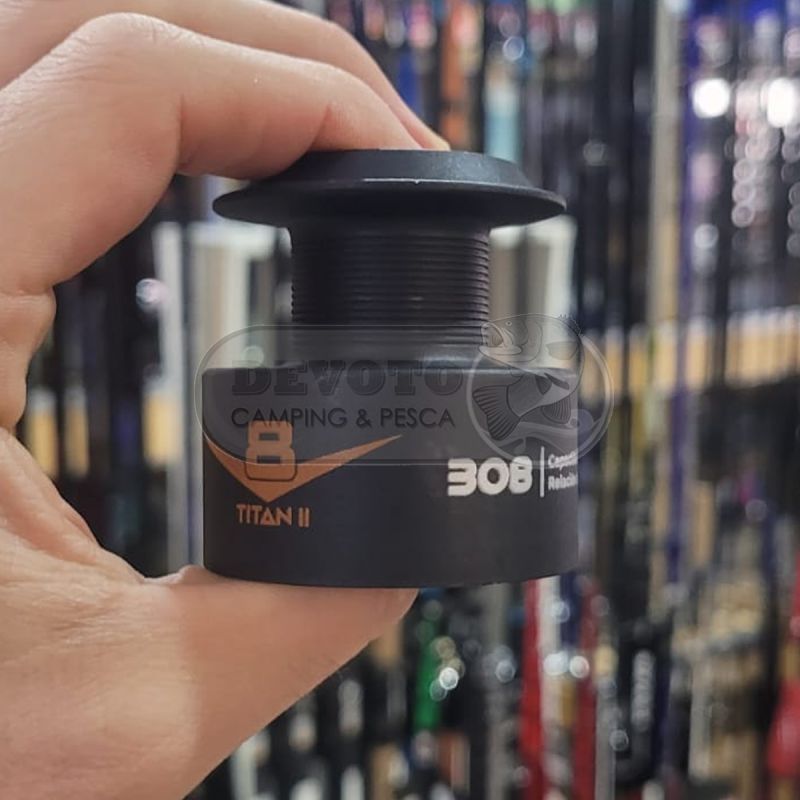 DEVOTO
CAMPING & PESCA
8
TITAN II
308